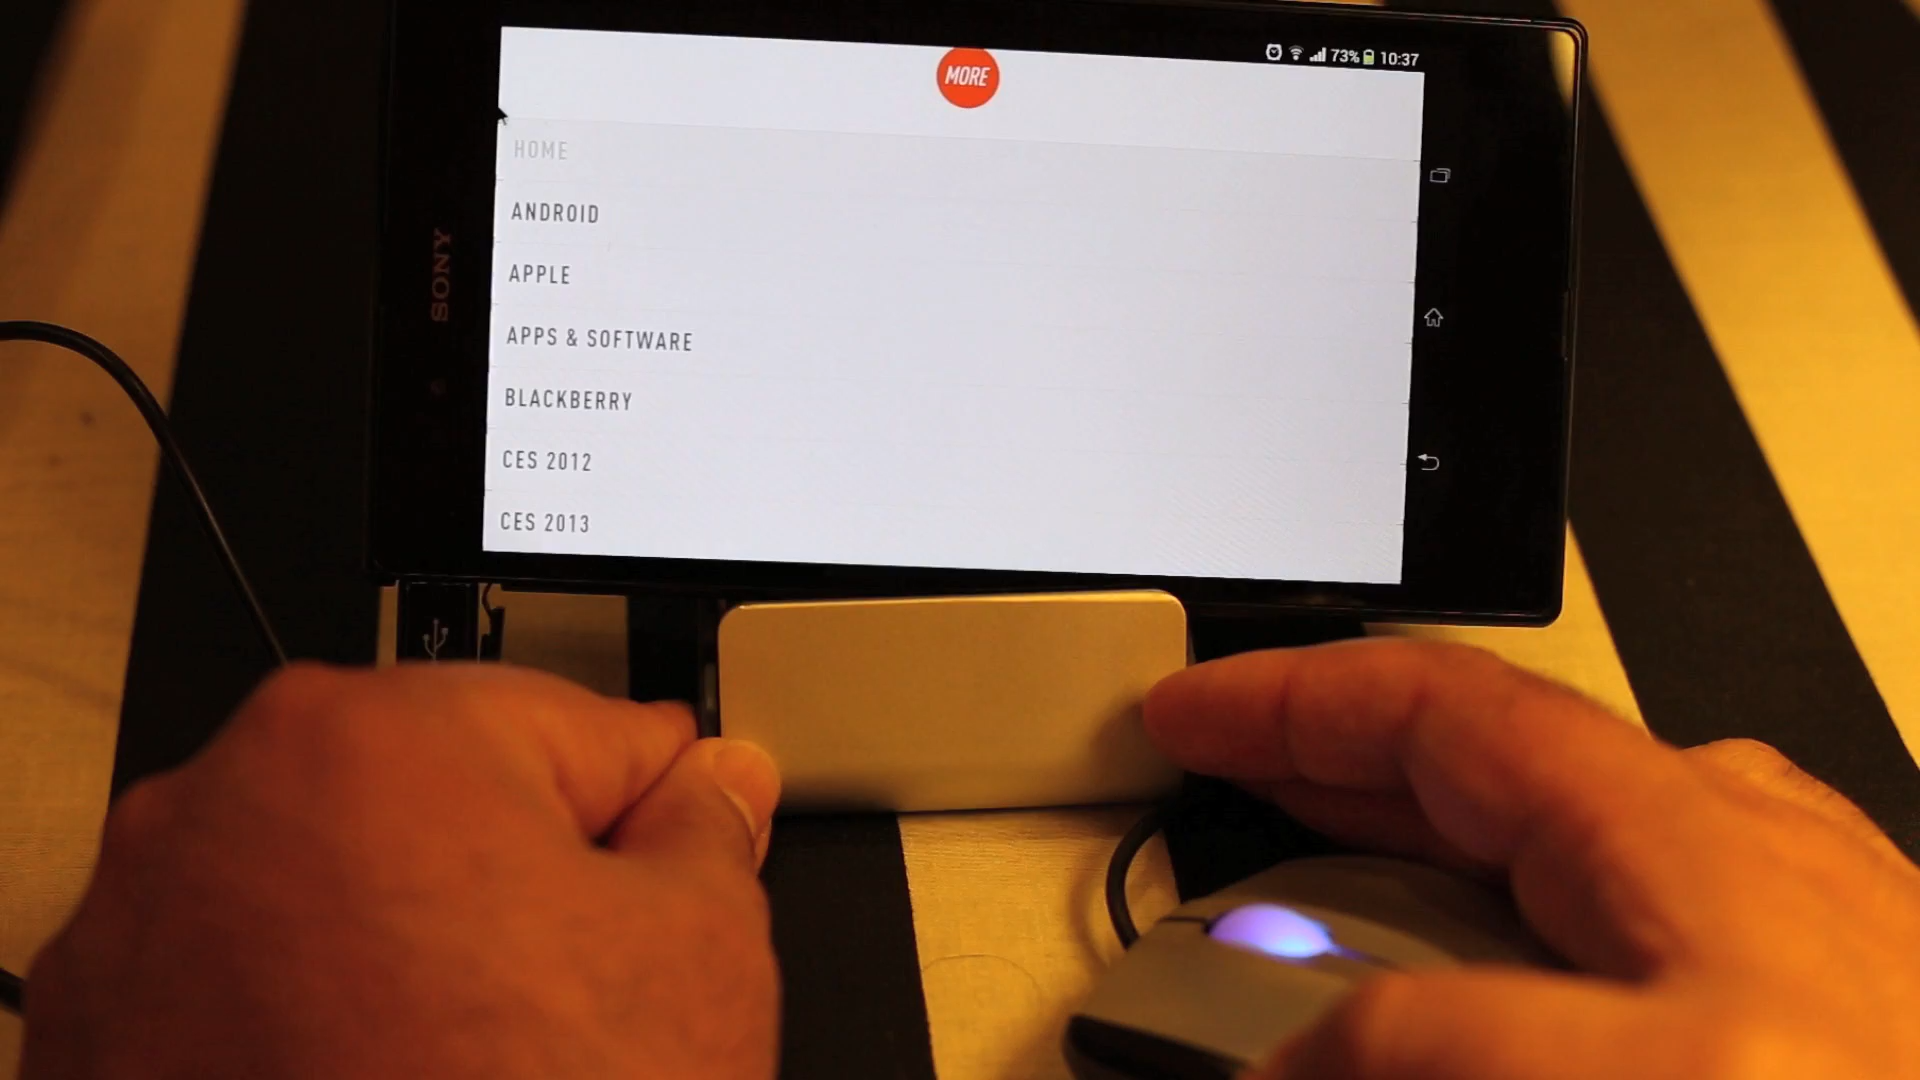 73% 10:37
MORE
HOME
ANDROID
APPLE
APPS & SOFTWARE
BLACKBERRY
CES 2012
CES 2013
SONY